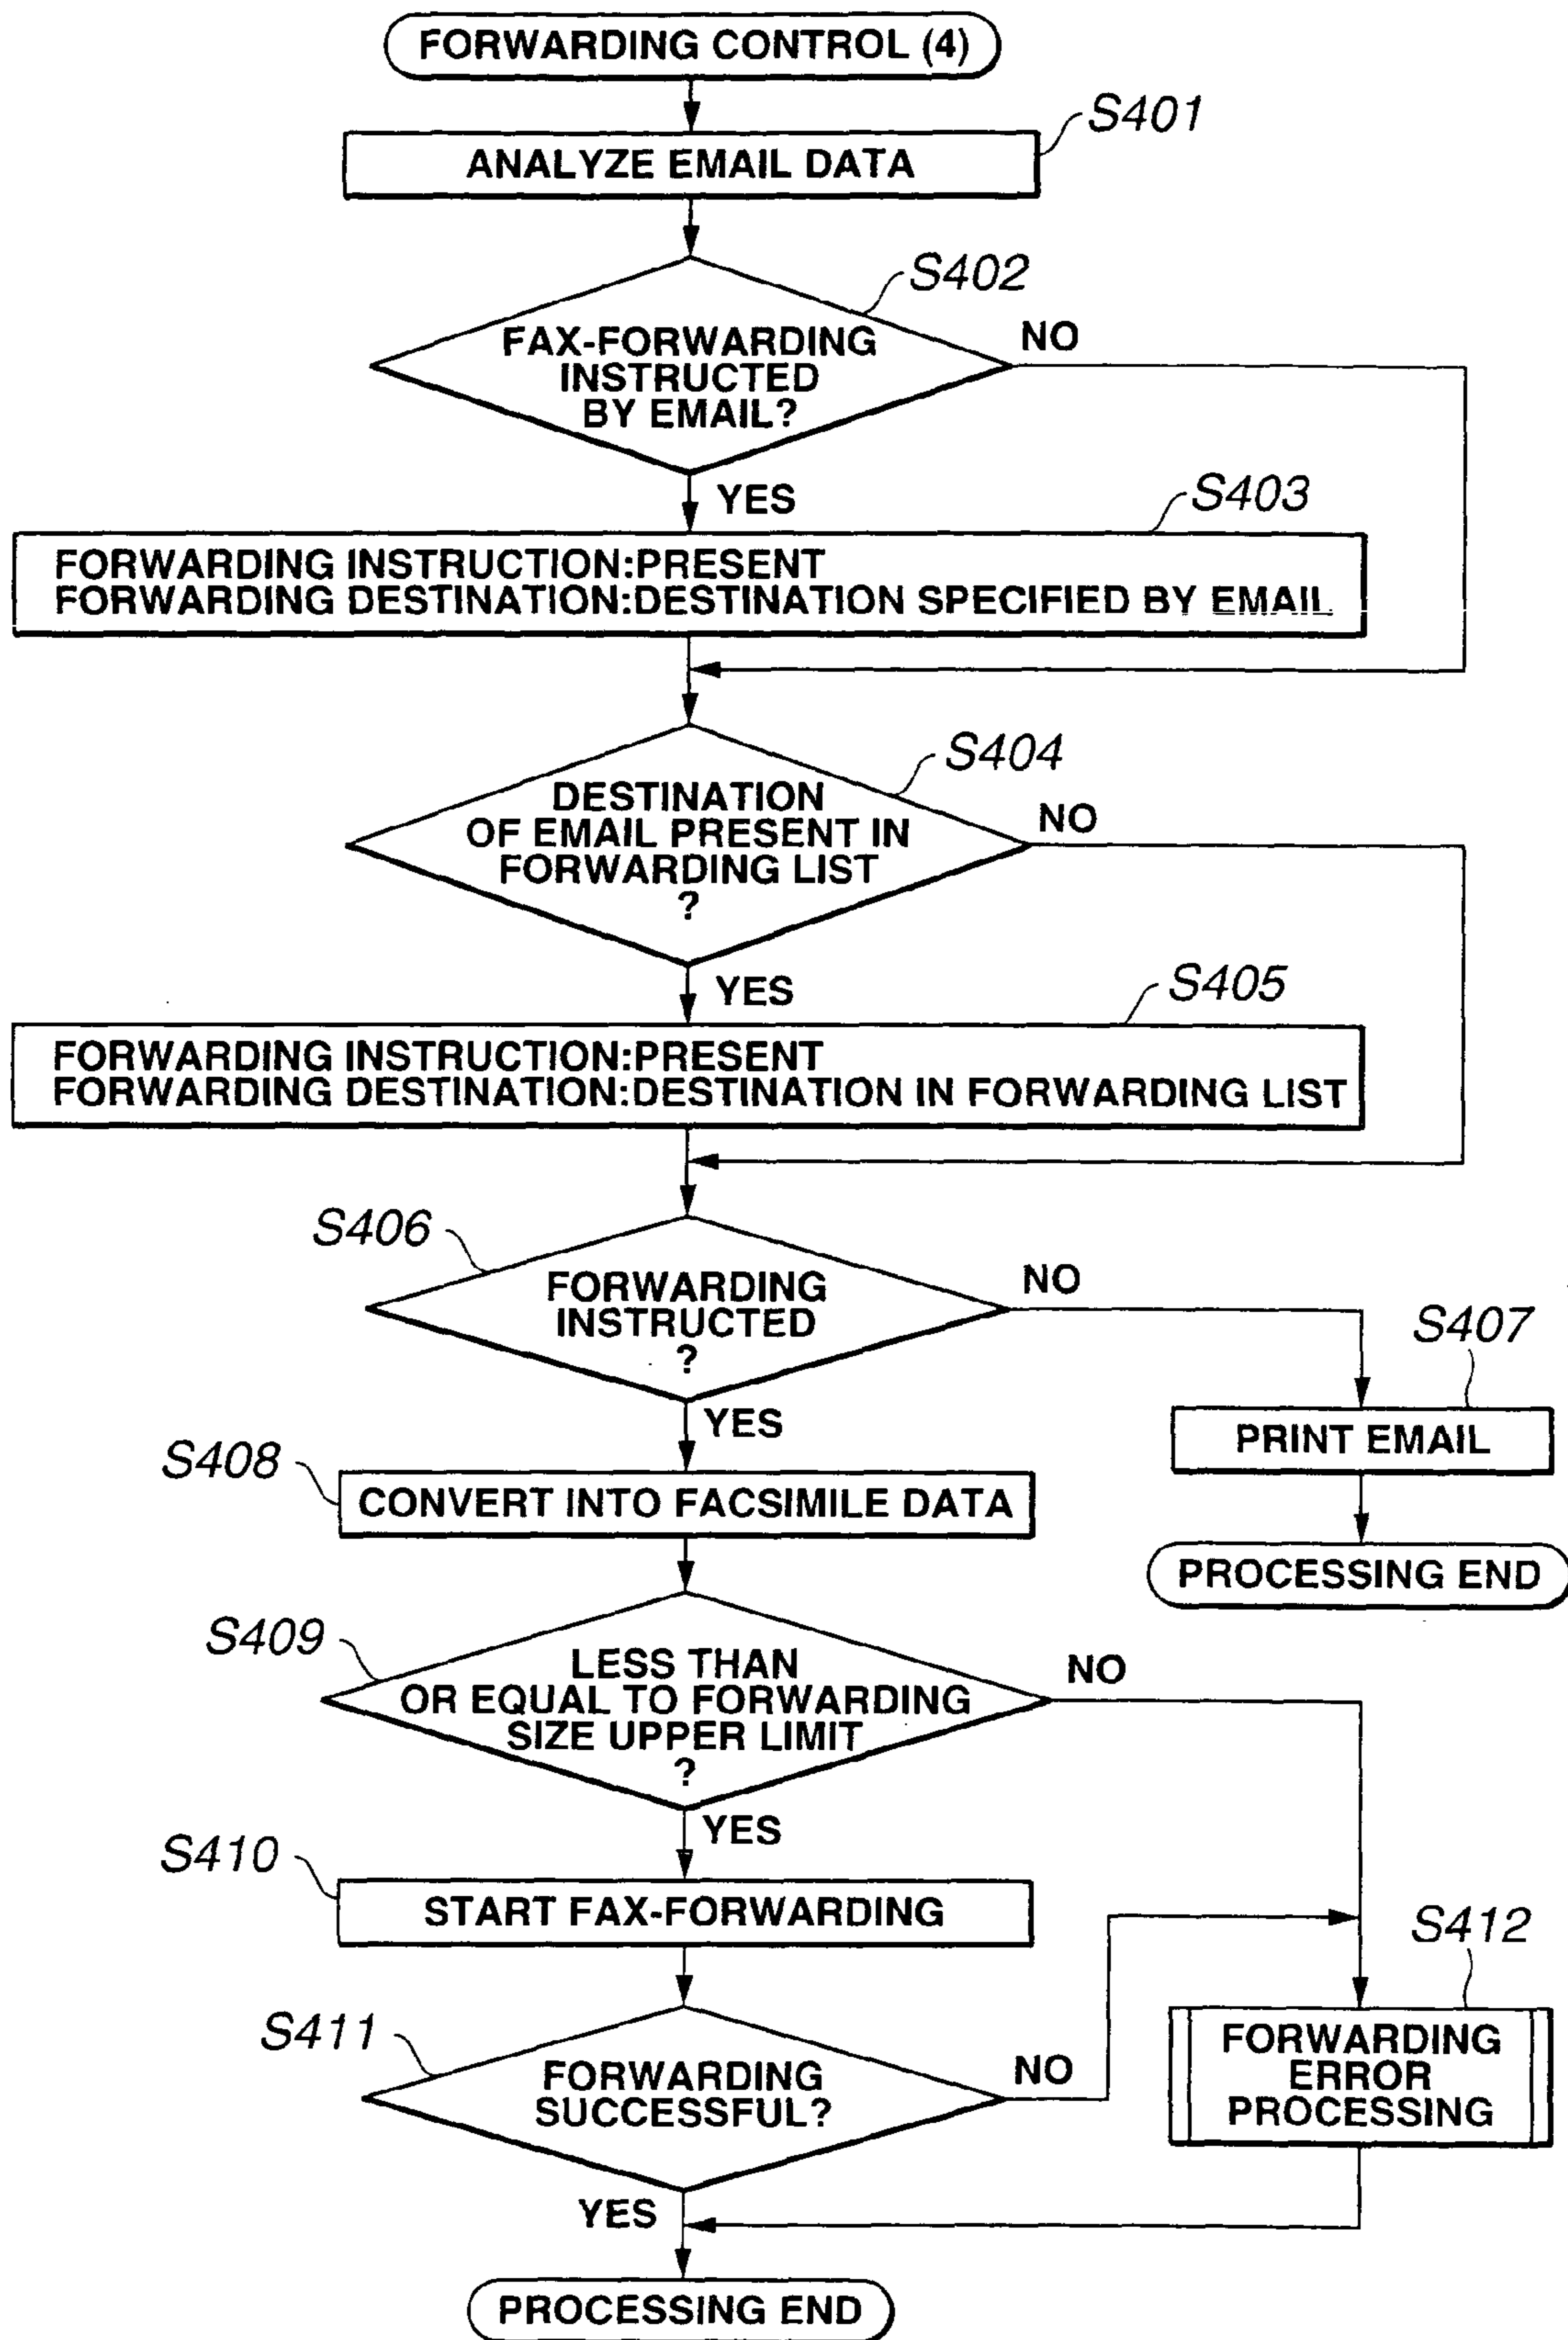 FORWARDING CONTROL (4)
S401
ANALYZE EMAIL DATA
S402
FAX-FORWARDING
INSTRUCTED
BY EMAIL?
NO
YES
S403
FORWARDING INSTRUCTION:PRESENT
FORWARDING DESTINATION:DESTINATION SPECIFIED BY EMAIL
S404
DESTINATION
OF EMAIL PRESENT IN
FORWARDING LIST
?
NO
YES
S405
FORWARDING INSTRUCTION:PRESENT
FORWARDING DESTINATION:DESTINATION IN FORWARDING LIST
S406
FORWARDING
INSTRUCTED
?
NO
S407
PRINT EMAIL
PROCESSING END
YES
S408
CONVERT INTO FACSIMILE DATA
S409
LESS THAN
OR EQUAL TO FORWARDING
SIZE UPPER LIMIT
?
NO
YES
S410
START FAX-FORWARDING
S411
FORWARDING
SUCCESSFUL?
NO
S412
FORWARDING
ERROR
PROCESSING
YES
PROCESSING END